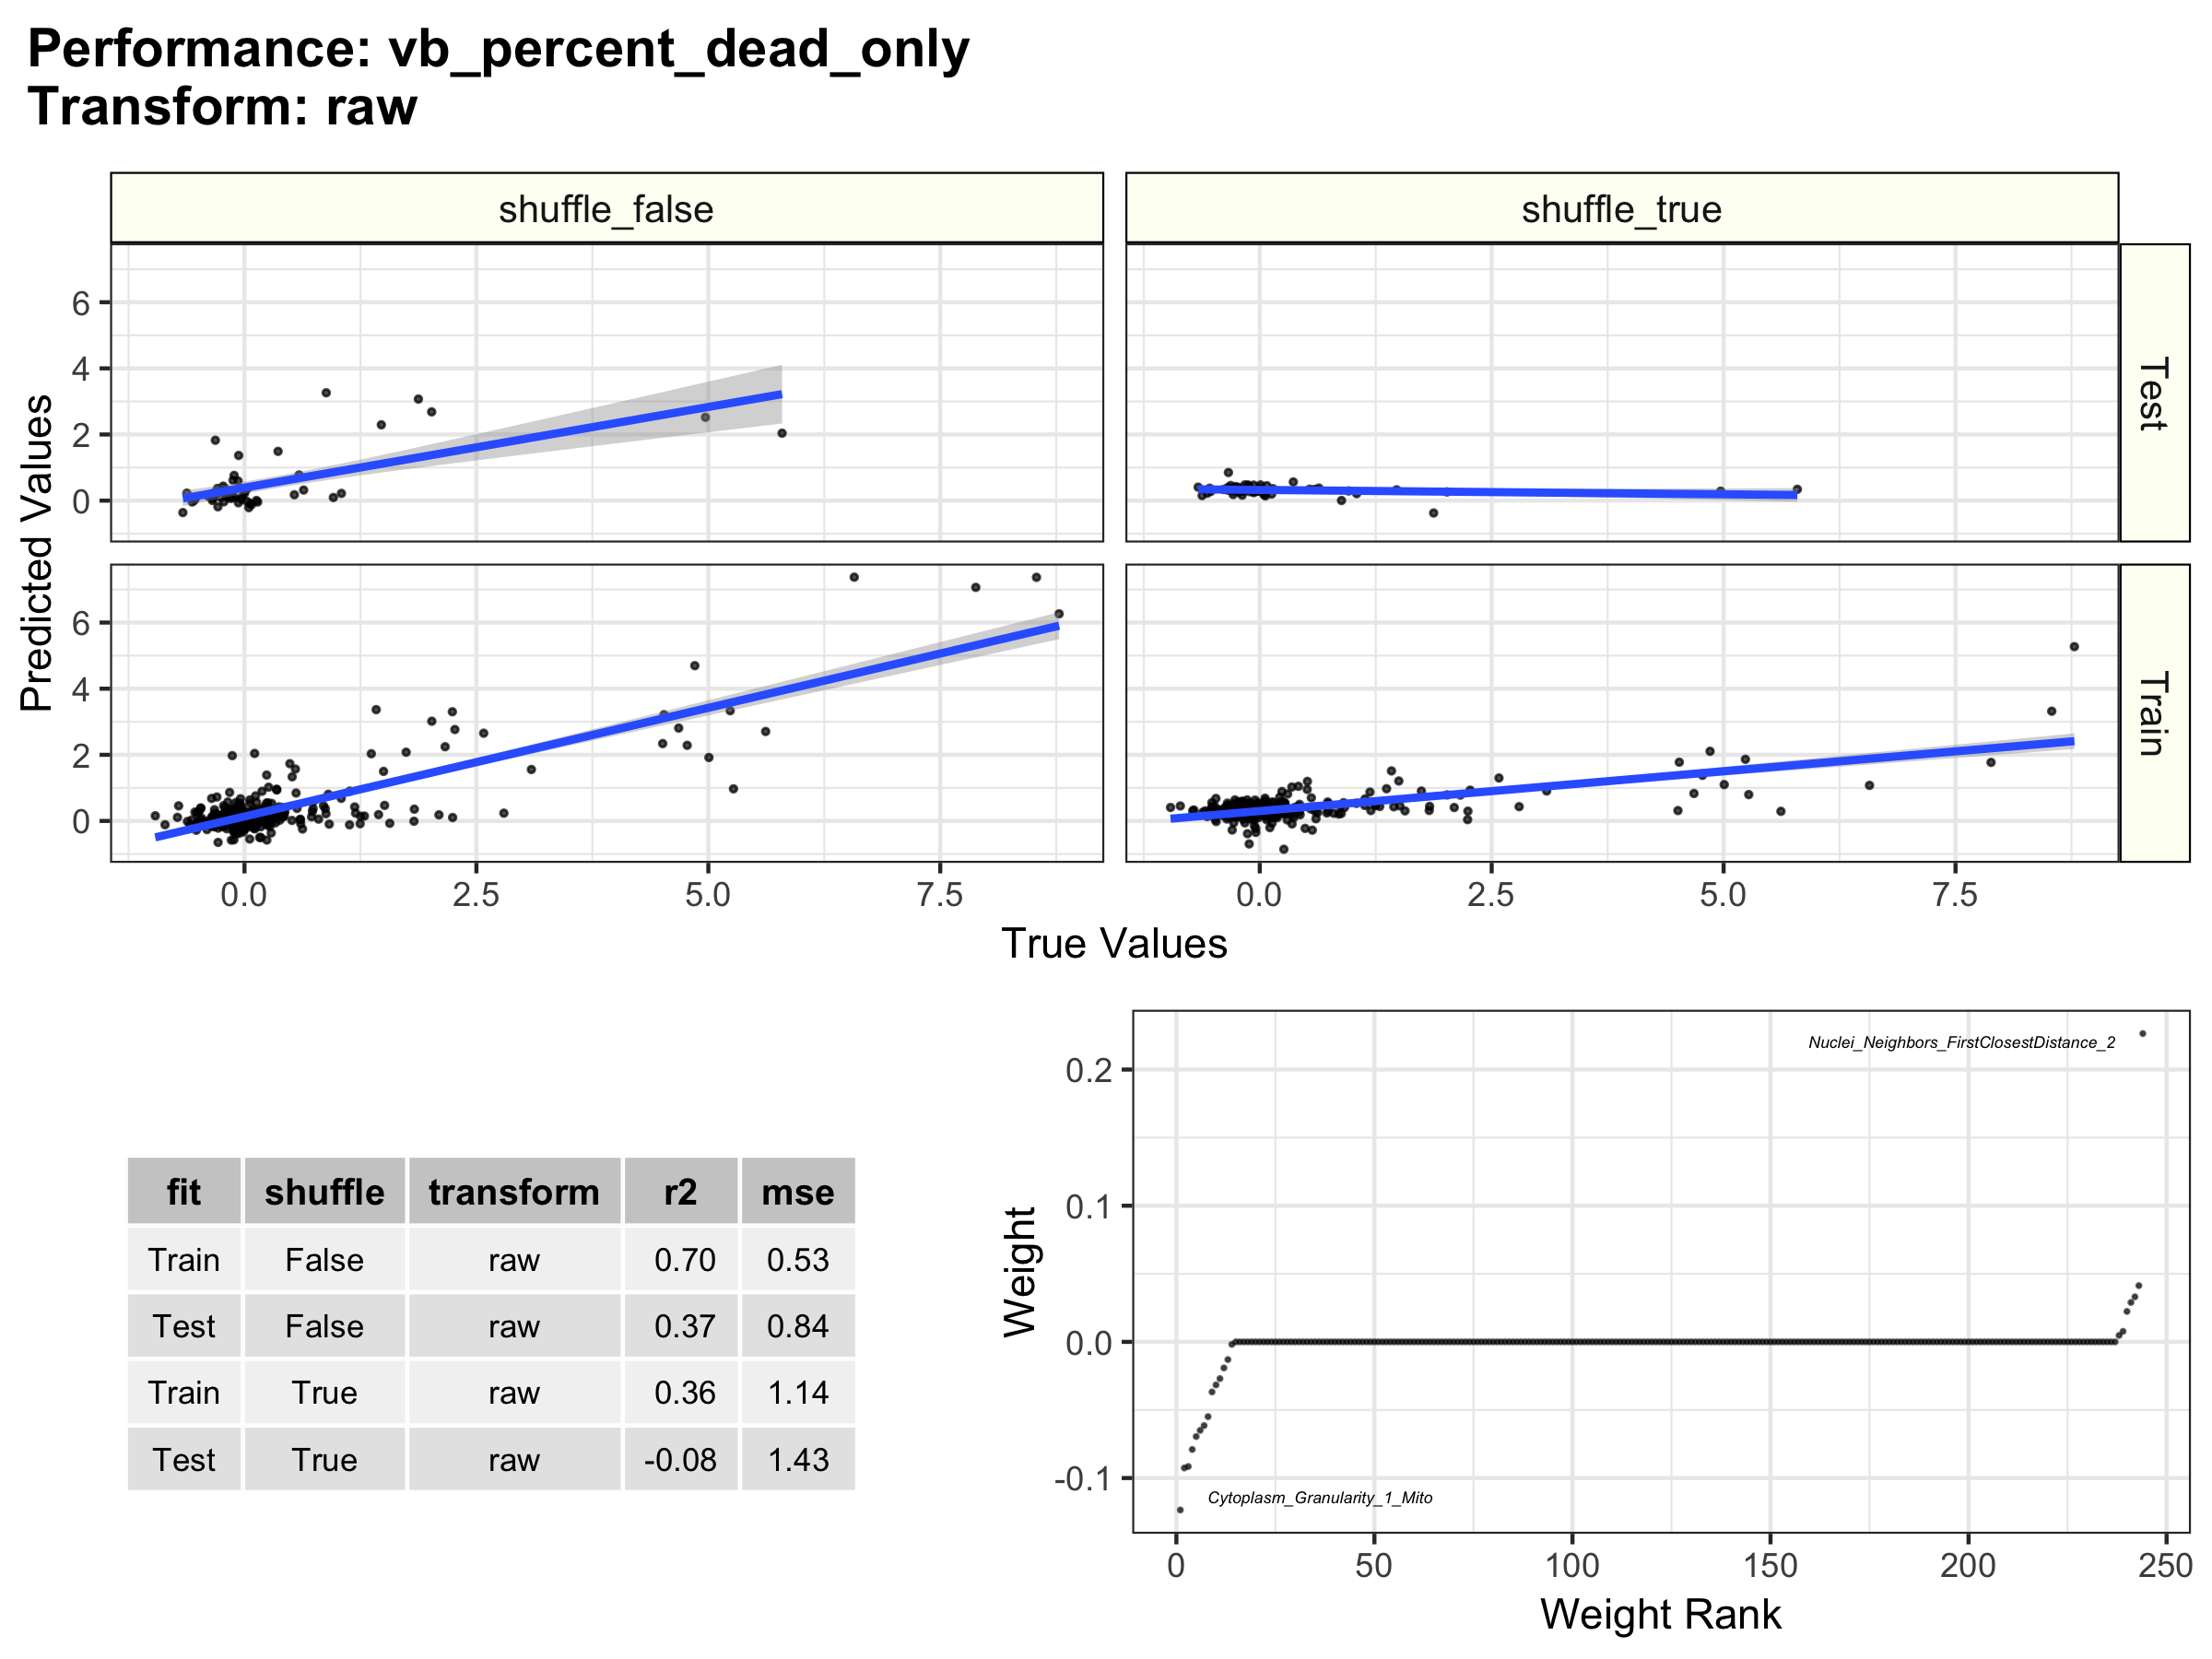 Performance: vb_percent_dead_only
Transform: raw
shuffle_false
shuffle_true
6
4
2
0
Test
Predicted Values
6
4
2
0
Train
0.0 2.5 5.0 7.5
0.0 2.5 5.0 7.5
True Values
fit shuffle transform r2 mse
Train False raw 0.70 0.53
Test False raw 0.37 0.84
Train True raw 0.36 1.14
Test True raw -0.08 1.43
Nuclei_Neighbors_FirstClosestDistance_2
0.2
0.1
0.0
-0.1
Weight
Cytoplasm_Granularity_1_Mito
0 50 100 150 200 250
Weight Rank